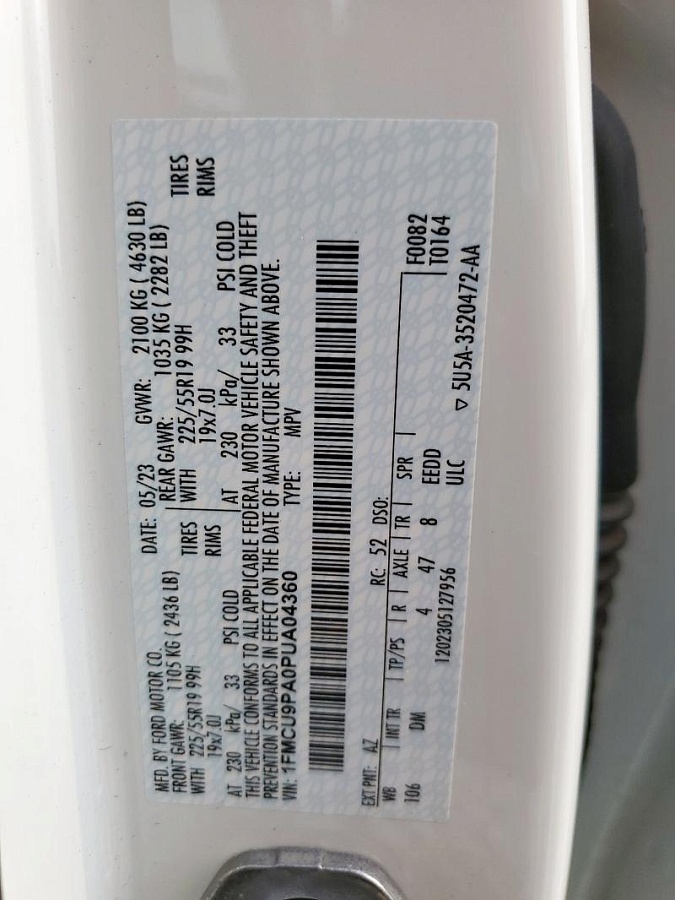 MFD. BY FORD MOTOR CO.
DATE: 05/23 GVWR: 2100 KG ( 4630 LB)
FRONT GAWR: 1105 KG ( 2436 LB) REAR GAWR: 1035 KG ( 2282 LB)
WITH 225/55R19 99H TIRES WITH 225/55R19 99H TIRES
19x7.0J RIMS 19x7.0J RIMS
AT 230 kPa/ 33 PSI COLD AT 230 kPa/ 33 PSI COLD
THIS VEHICLE CONFORMS TO ALL APPLICABLE FEDERAL MOTOR VEHICLE SAFETY AND THEFT
PREVENTION STANDARDS IN EFFECT ON THE DATE OF MANUFACTURE SHOWN ABOVE.
VIN: 1FMCU9PA0PUA04360 TYPE: MPV
EXT PNT: AZ RC: 52 DSO:
WB INT TR TP/PS R AXLE TR SPR F0082
106 DM 4 47 8 EEDD T0164
1202305127956 ULC ▽ 5U5A-3520472-AA